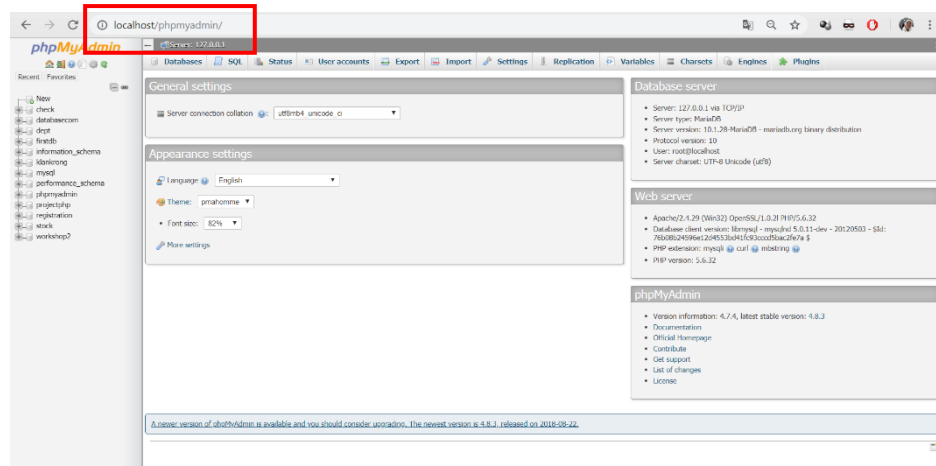 localhost/phpmyadmin/
phpMyAdmin
Recent Favorites
New
check
databasecom
dept
firstdb
information_schema
klankrong
mysql
performance_schema
phpmyadmin
projectphp
registration
stock
workshop2
Server: 127.0.0.1
Databases SQL Status User accounts Export Import Settings Replication Variables Charsets Engines Plugins
General settings
Server connection collation : utf8mb4_unicode_ci
Appearance settings
Language English
Theme: pmahomme
Font size: 82%
More settings
Database server
Server: 127.0.0.1 via TCP/IP
Server type: MariaDB
Server version: 10.1.28-MariaDB - mariadb.org binary distribution
Protocol version: 10
User: root@localhost
Server charset: UTF-8 Unicode (utf8)
Web server
Apache/2.4.29 (Win32) OpenSSL/1.0.2l PHP/5.6.32
Database client version: libmysql - mysqlnd 5.0.11-dev - 20120503 - $Id:
$
PHP extension: mysqli curl mbstring
PHP version: 5.6.32
phpMyAdmin
Version information: 4.7.4, latest stable version: 4.8.3
Documentation
Official Homepage
Contribute
Get support
List of changes
License
A newer version of phpMyAdmin is available and you should consider upgrading. The newest version is 4.8.3, released on 2018-08-22.